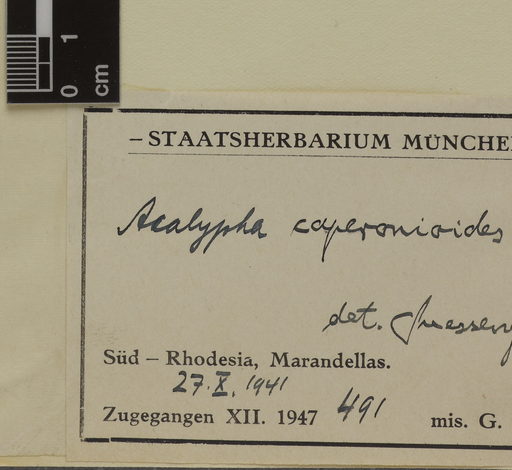 0 1
cm
– STAATSHERBARIUM MÜNCHE
Acalypha caperonioides
det.
Süd – Rhodesia, Marandellas.
27. X. 1941
Zugegangen XII. 1947 491 mis. G.